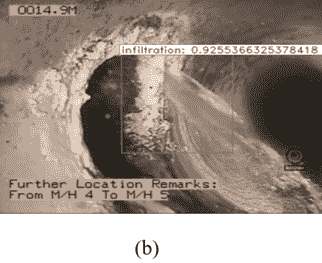 0014.9M
infiltration: 0.9255366325378418
Further Location Remarks:
From M/H 4 To M/H 5
(b)